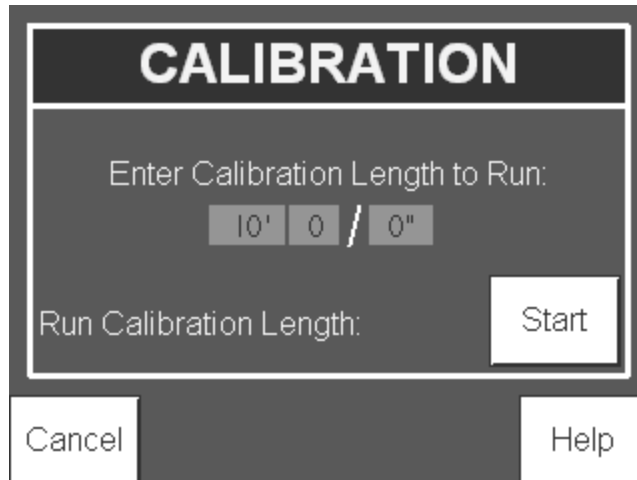 CALIBRATION
Enter Calibration Length to Run:
10' 0 / 0"
Run Calibration Length:
Start
Cancel
Help